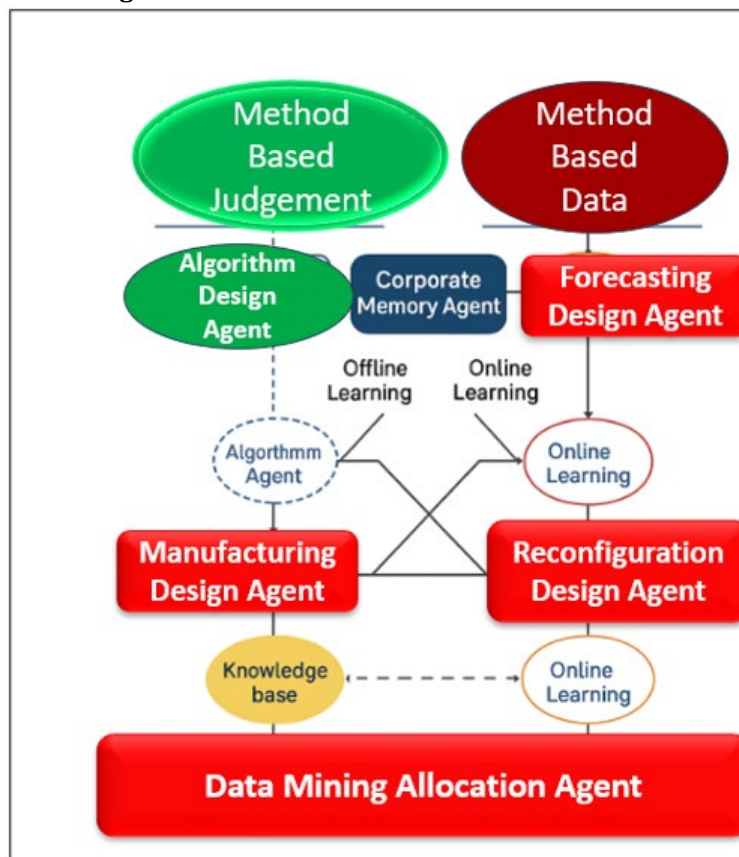 Method
Based
Judgement
Method
Based
Data
Algorithm
Design
Agent
Corporate
Memory Agent
Forecasting
Design Agent
Offline
Learning
Online
Learning
Algorthmm
Agent
Online
Learning
Manufacturing
Design Agent
Reconfiguration
Design Agent
Knowledge
base
Online
Learning
Data Mining Allocation Agent